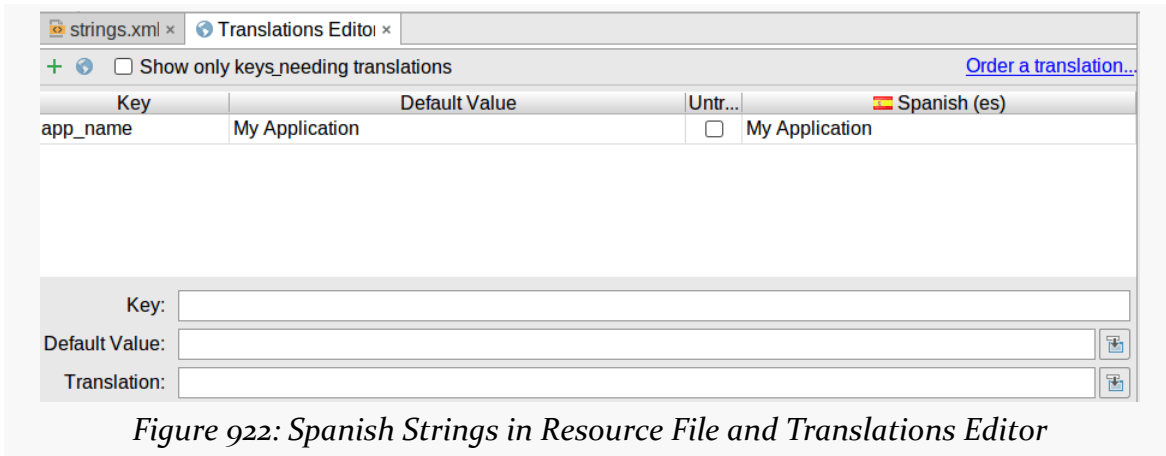 strings.xml × Translations Editor ×
Show only keys needing translations Order a translation...
Key Default Value Untr... Spanish (es)
app_name My Application My Application
Key:
Default Value:
Translation:
Figure 922: Spanish Strings in Resource File and Translations Editor